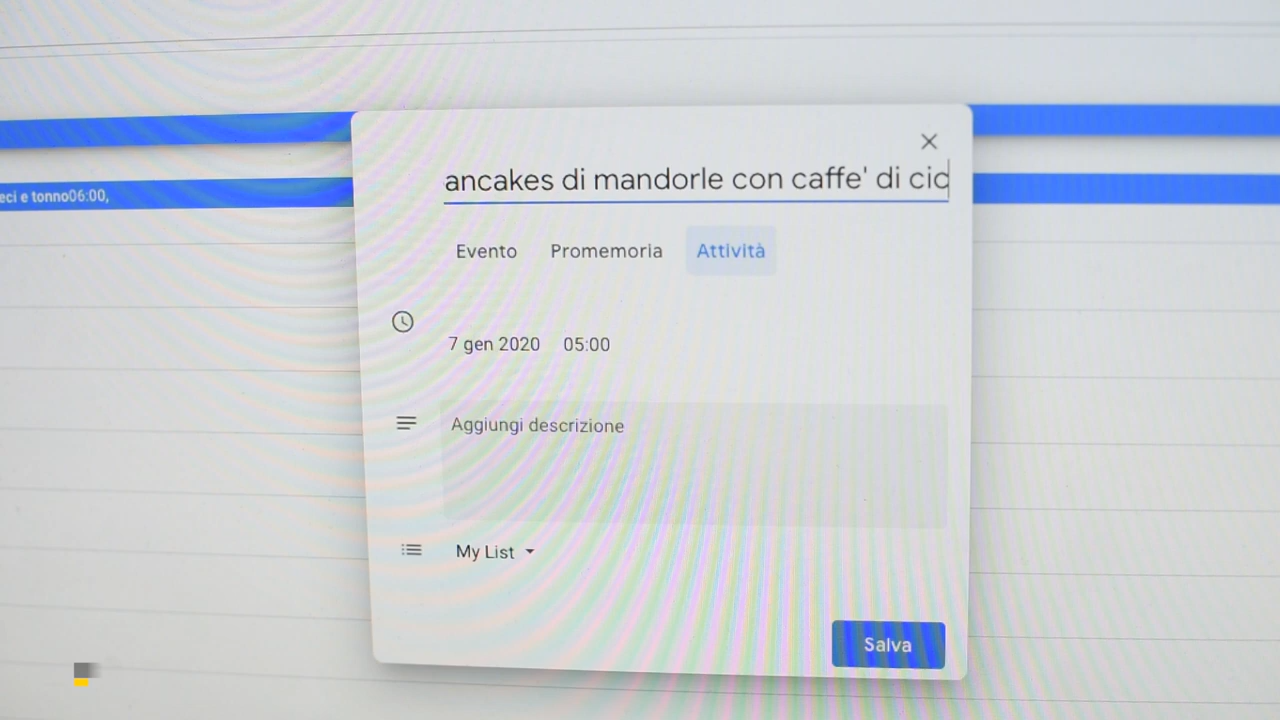 ancakes di mandorle con caffe' di cic
eci e tonno06:00,
Evento Promemoria Attività
7 gen 2020 05:00
Aggiungi descrizione
My List
Salva